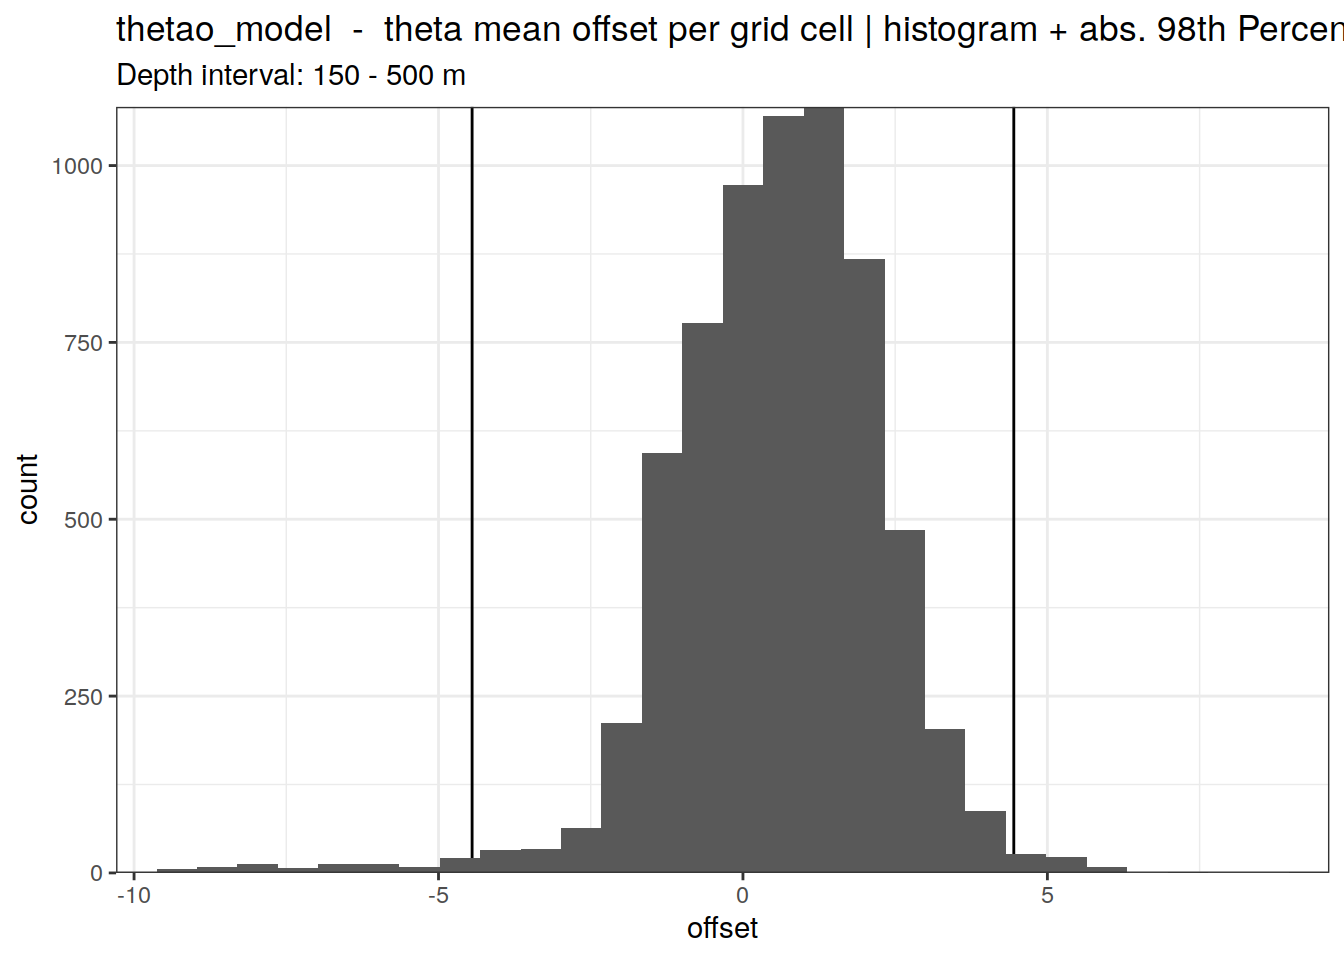 thetao_model - theta mean offset per grid cell | histogram + abs. 98th Percen
Depth interval: 150 - 500 m
1000
750
500
250
0
count
-10 -5 0 5
offset